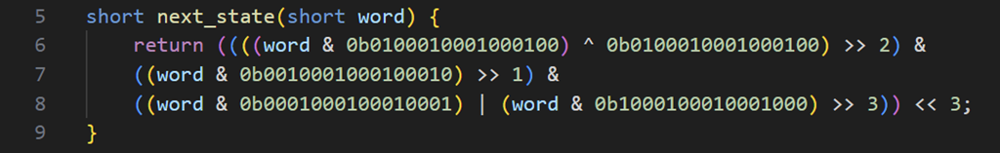 5 short next_state(short word) {
6     return ((((word & 0b0100010001000100) ^ 0b0100010001000100) >> 2) &
7     ((word & 0b0010001000100010) >> 1) &
8     ((word & 0b0001000100010001) | (word & 0b1000100010001000) >> 3)) << 3;
9 }